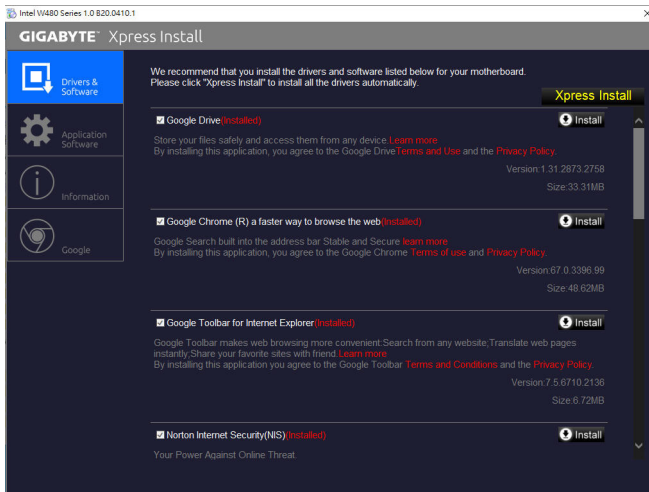 Intel W480 Series 1.0 B20.0410.1
GIGABYTE™ Xpress Install
Drivers &
Software
Application
Software
Information
Google
We recommend that you install the drivers and software listed below for your motherboard.
Please click "Xpress Install" to install all the drivers automatically.
Xpress Install
Google Drive(Installed)
Install
Store your files safely and access them from any device.Learn more
By installing this application, you agree to the Google DriveTerms and Use and the Privacy Policy.
Version:1.31.2873.2758
Size:33.31MB
Google Chrome (R) a faster way to browse the web(Installed)
Install
Google Search built into the address bar Stable and Secure learn more
By installing this application, you agree to the Google Chrome Terms of use and Privacy Policy.
Version:67.0.3396.99
Size:48.62MB
Google Toolbar for Internet Explorer(Installed)
Install
Google Toolbar makes web browsing more convenient:Search from any website;Translate web pages
instantly;Share your favorite sites with friend.Learn more
By installing this application you agree to the Google Toolbar Terms and Conditions and the Privacy Policy.
Version:7.5.6710.2136
Size:6.72MB
Norton Internet Security(NIS)(Installed)
Install
Your Power Against Online Threat.